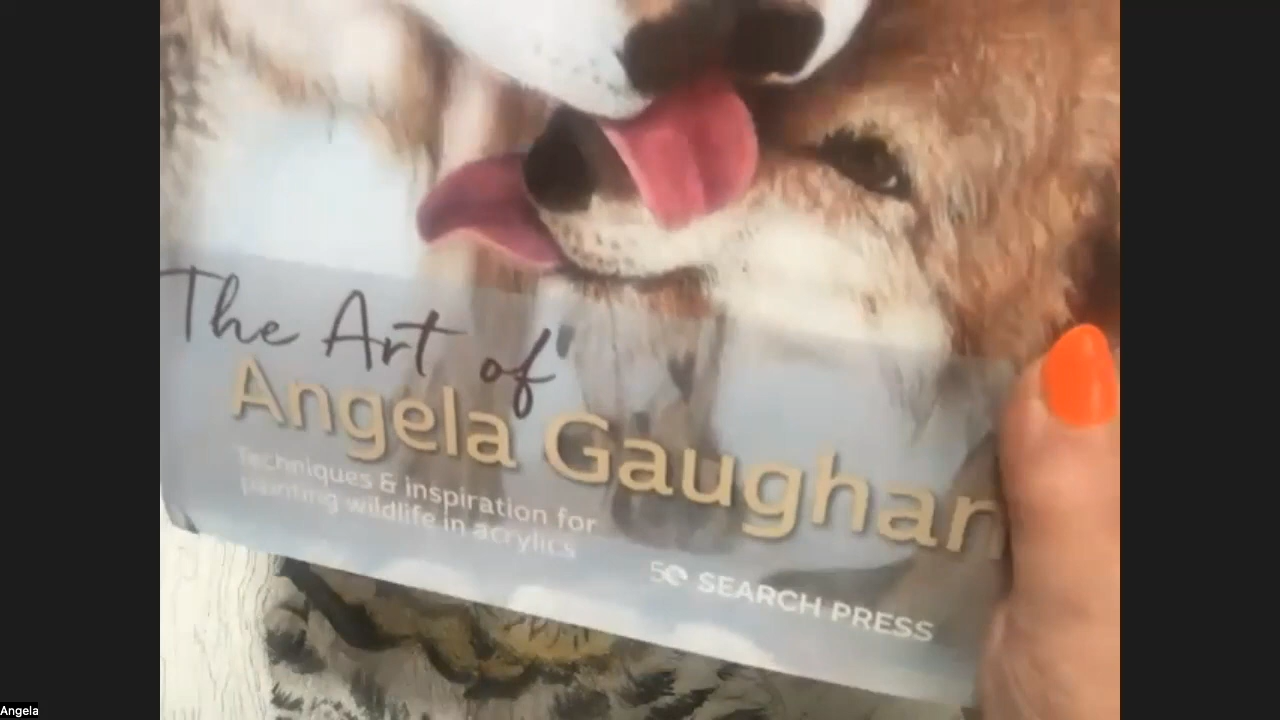 The Art of
Angela Gaughan
Techniques & inspiration for
painting wildlife in acrylics
50 SEARCH PRESS
Angela